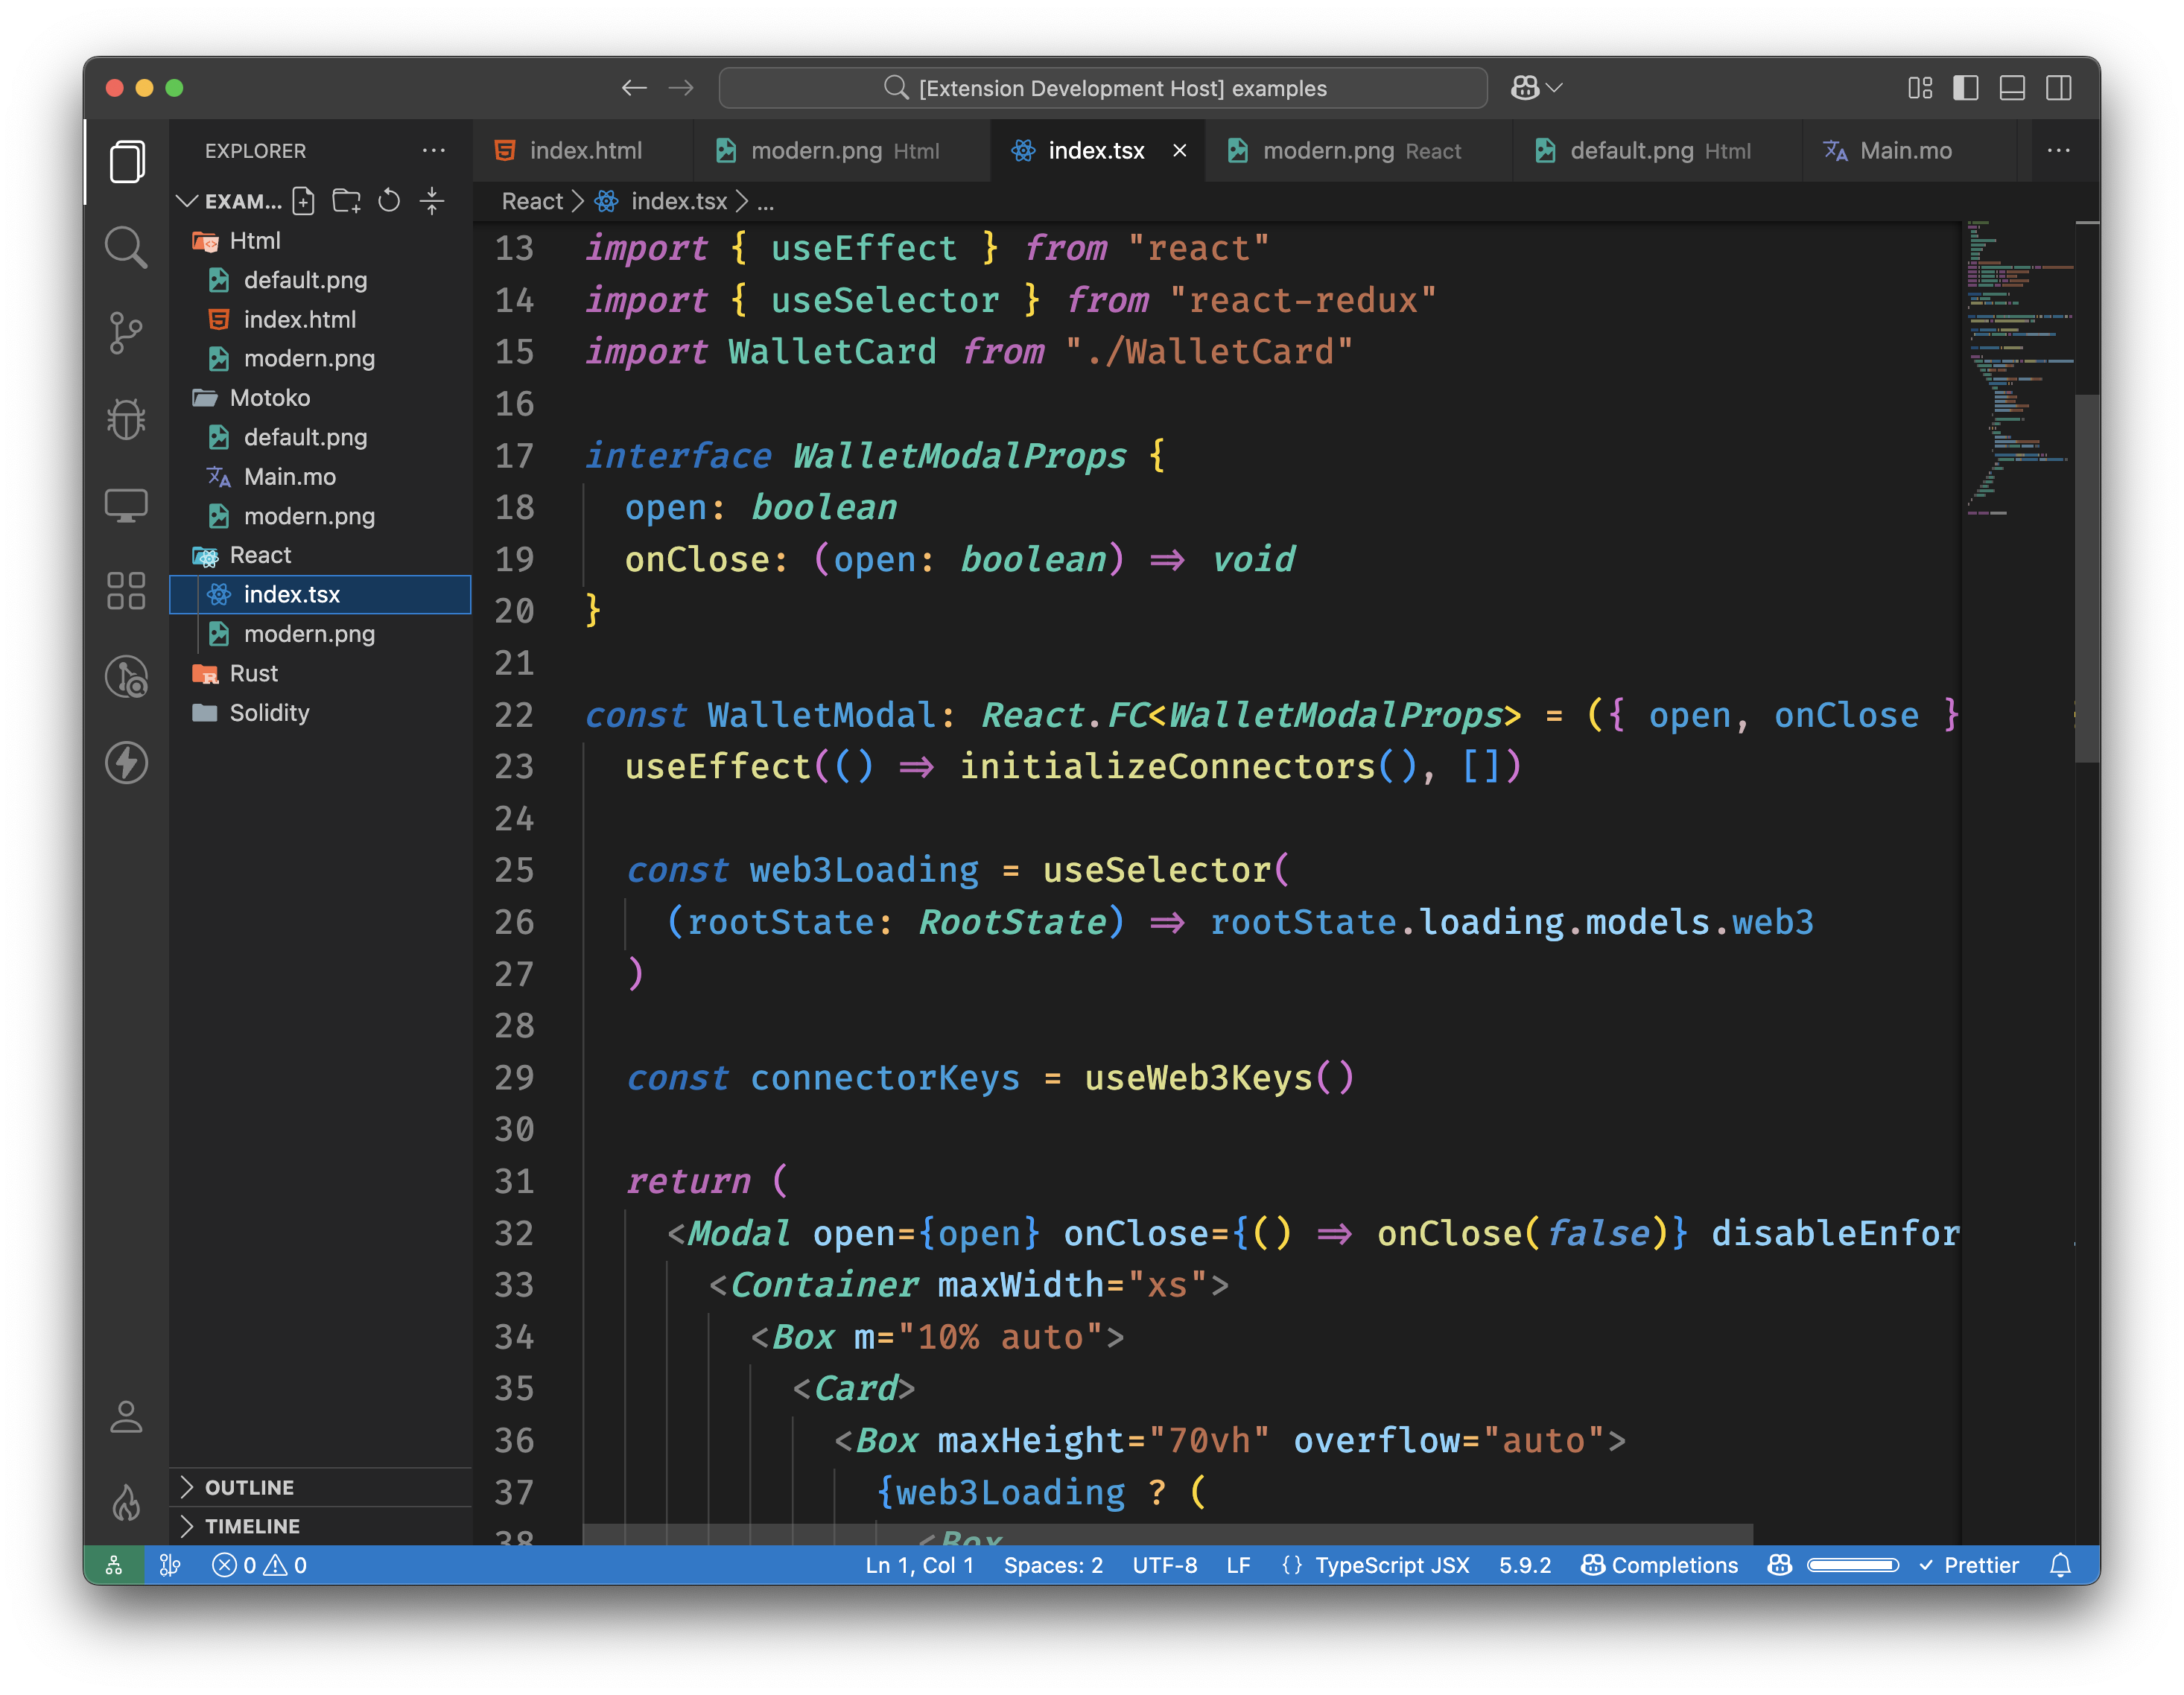 [Extension Development Host] examples
EXPLORER
EXAM...
Html
default.png
index.html
modern.png
Motoko
default.png
Main.mo
modern.png
React
index.tsx
modern.png
Rust
Solidity
OUTLINE
TIMELINE
index.html
modern.png Html
index.tsx
modern.png React
default.png Html
Main.mo
React > index.tsx > ...
13 import { useEffect } from "react"
14 import { useSelector } from "react-redux"
15 import WalletCard from "./WalletCard"
16
17 interface WalletModalProps {
18 open: boolean
19 onClose: (open: boolean) => void
20 }
21
22 const WalletModal: React.FC<WalletModalProps> = ({ open, onClose }
23 useEffect(() => initializeConnectors(), [])
24
25 const web3Loading = useSelector(
26 (rootState: RootState) => rootState.loading.models.web3
27 )
28
29 const connectorKeys = useWeb3Keys()
30
31 return (
32 <Modal open={open} onClose={() => onClose(false)} disableEnfor
33 <Container maxWidth="xs">
34 <Box m="10% auto">
35 <Card>
36 <Box maxHeight="70vh" overflow="auto">
37 {web3Loading ? (
38 <Box
0 0
Ln 1, Col 1
Spaces: 2
UTF-8
LF
{} TypeScript JSX
5.9.2
Completions
Prettier